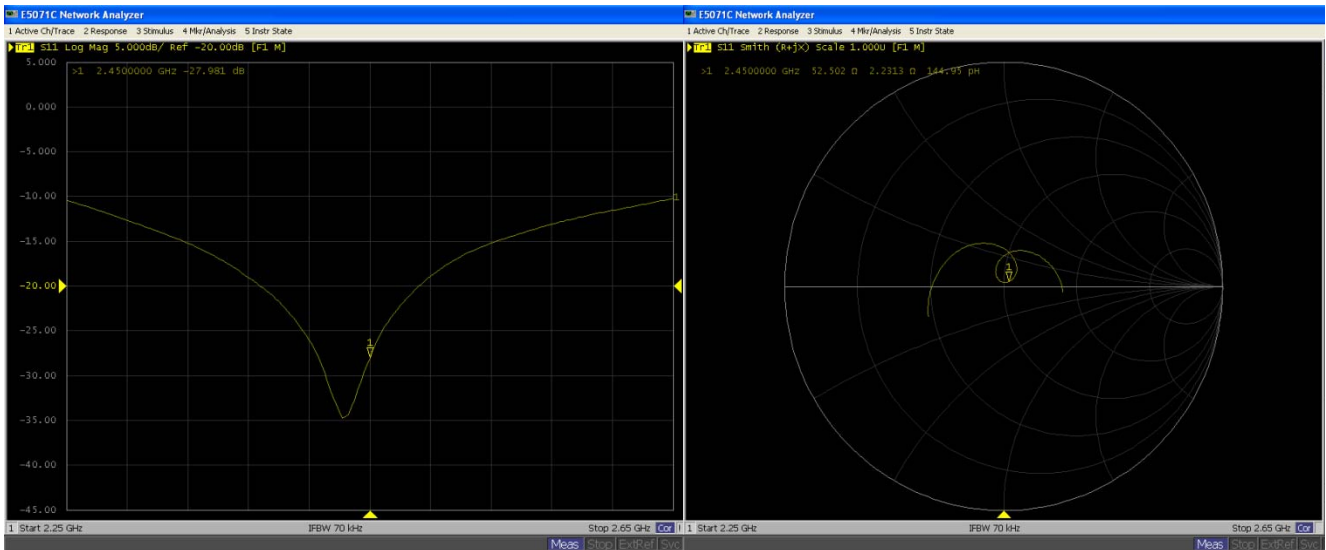 E5071C Network Analyzer
1 Active Ch/Trace 2 Response 3 Stimulus 4 Mkr/Analysis 5 Instr State
Tr1 S11 Log Mag 5.000dB/ Ref -20.00dB [F1 M]
5.000
>1 2.4500000 GHz -27.981 dB
0.000
-5.000
-10.00
1
-15.00
-20.00
-25.00
1
-30.00
-35.00
-40.00
-45.00
1 Start 2.25 GHz IFBW 70 kHz Stop 2.65 GHz Cor
Meas Stop ExtRef Svc
E5071C Network Analyzer
1 Active Ch/Trace 2 Response 3 Stimulus 4 Mkr/Analysis 5 Instr State
Tr1 S11 Smith (R+jX) Scale 1.000U [F1 M]
>1 2.4500000 GHz 52.502 Ω 2.2313 Ω 144.95 pH
1
1 Start 2.25 GHz IFBW 70 kHz Stop 2.65 GHz Cor
Meas Stop ExtRef Svc